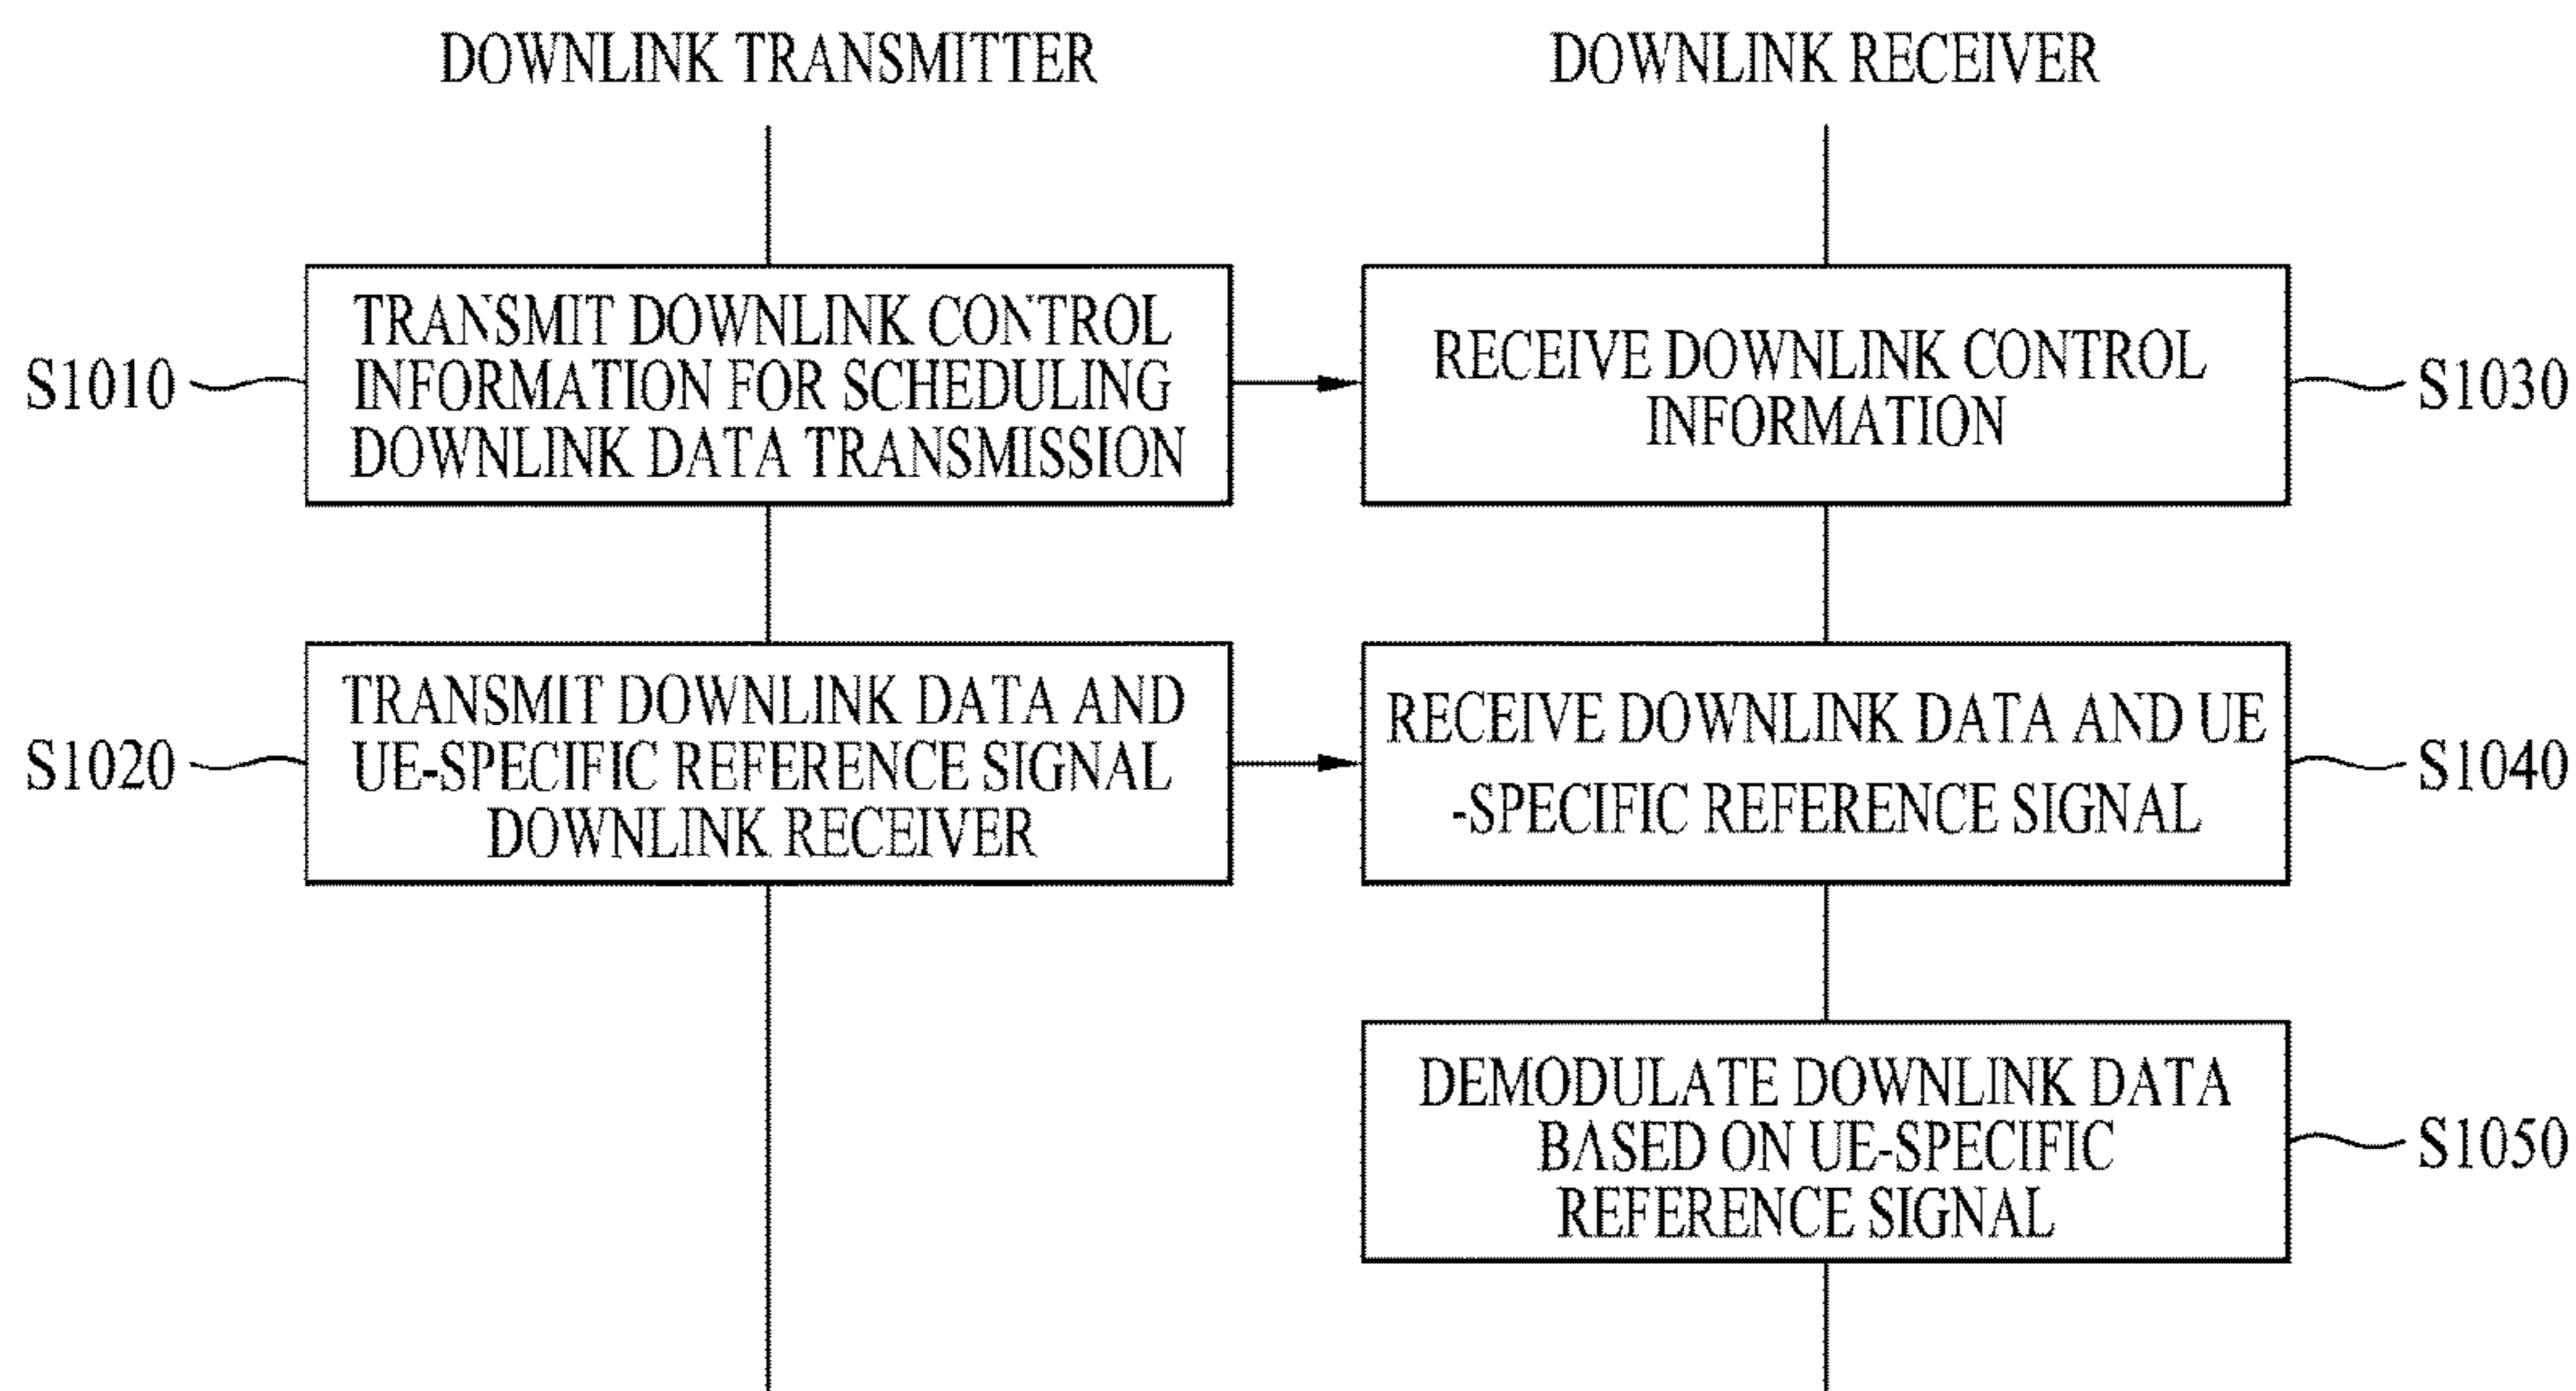 DOWNLINK TRANSMITTER
DOWNLINK RECEIVER
S1010
TRANSMIT DOWNLINK CONTROL
INFORMATION FOR SCHEDULING
DOWNLINK DATA TRANSMISSION
RECEIVE DOWNLINK CONTROL
INFORMATION
S1030
S1020
TRANSMIT DOWNLINK DATA AND
UE-SPECIFIC REFERENCE SIGNAL
DOWNLINK RECEIVER
RECEIVE DOWNLINK DATA AND UE
-SPECIFIC REFERENCE SIGNAL
S1040
DEMODULATE DOWNLINK DATA
BASED ON UE-SPECIFIC
REFERENCE SIGNAL
S1050